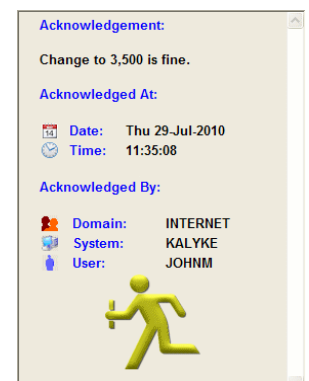 Acknowledgement:
Change to 3,500 is fine.
Acknowledged At:
14 Date: Thu 29-Jul-2010
Time: 11:35:08
Acknowledged By:
Domain: INTERNET
System: KALYKE
User: JOHNM